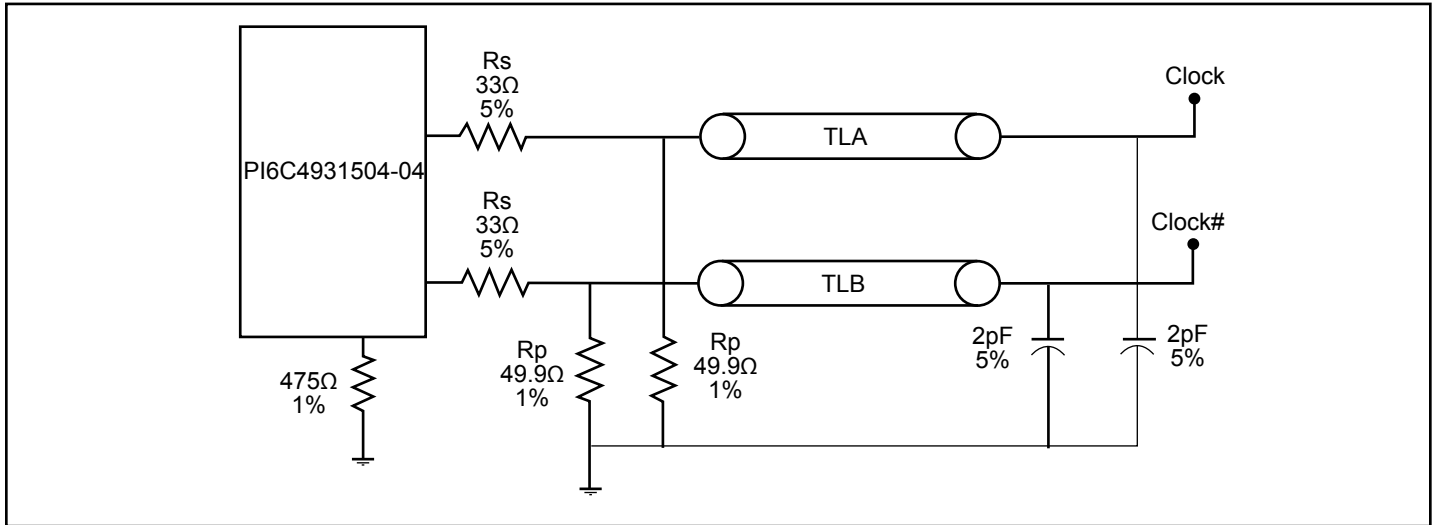 Rs
33Ω
5%
Clock
TLA
PI6C4931504-04
Rs
33Ω
5%
Clock#
TLB
475Ω
1%
Rp
49.9Ω
1%
Rp
49.9Ω
1%
2pF
5%
2pF
5%